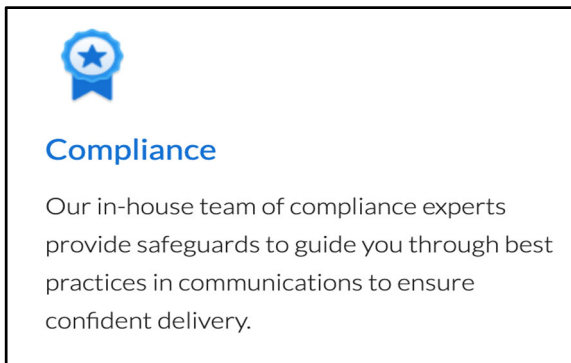 Compliance
Our in-house team of compliance experts
provide safeguards to guide you through best
practices in communications to ensure
confident delivery.